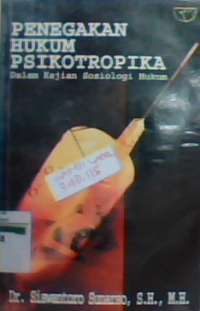 PENEGAKAN
HUKUM
PSIKOTROPIKA
Dalam Kajian Sosiologi Hukum
Dr. Siswantoro Sunarso, S.H., M.H.